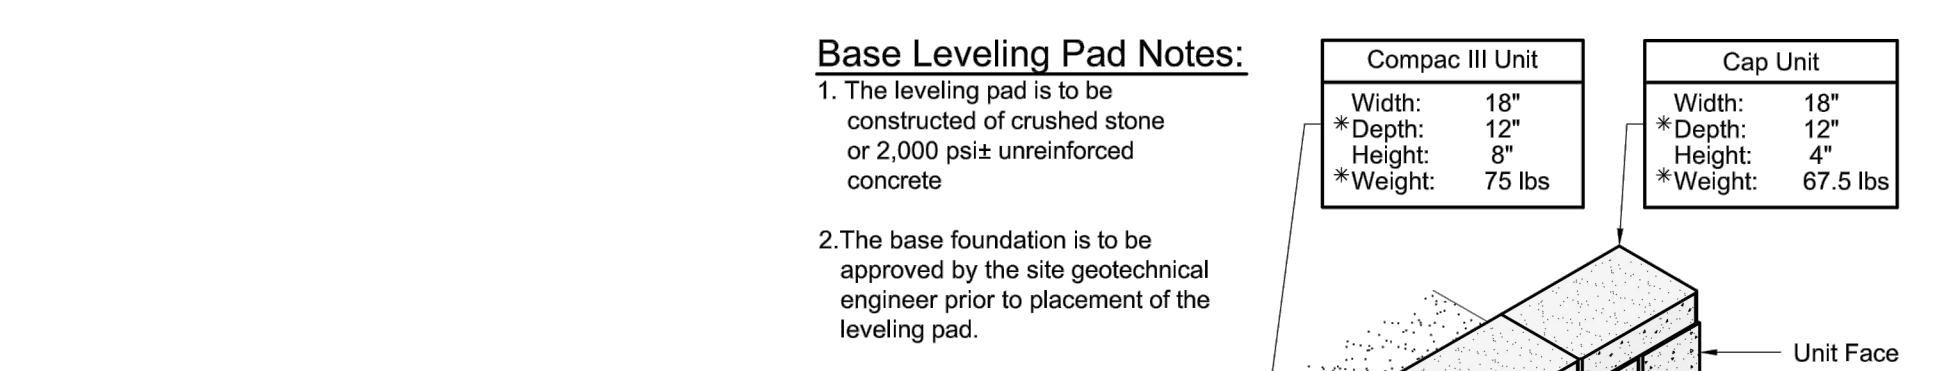 Base Leveling Pad Notes:
1. The leveling pad is to be
constructed of crushed stone
or 2,000 psi± unreinforced
concrete
2.The base foundation is to be
approved by the site geotechnical
engineer prior to placement of the
leveling pad.
Compac III Unit
Width: 18"
*Depth: 12"
Height: 8"
*Weight: 75 lbs
Cap Unit
Width: 18"
*Depth: 12"
Height: 4"
*Weight: 67.5 lbs
Unit Face